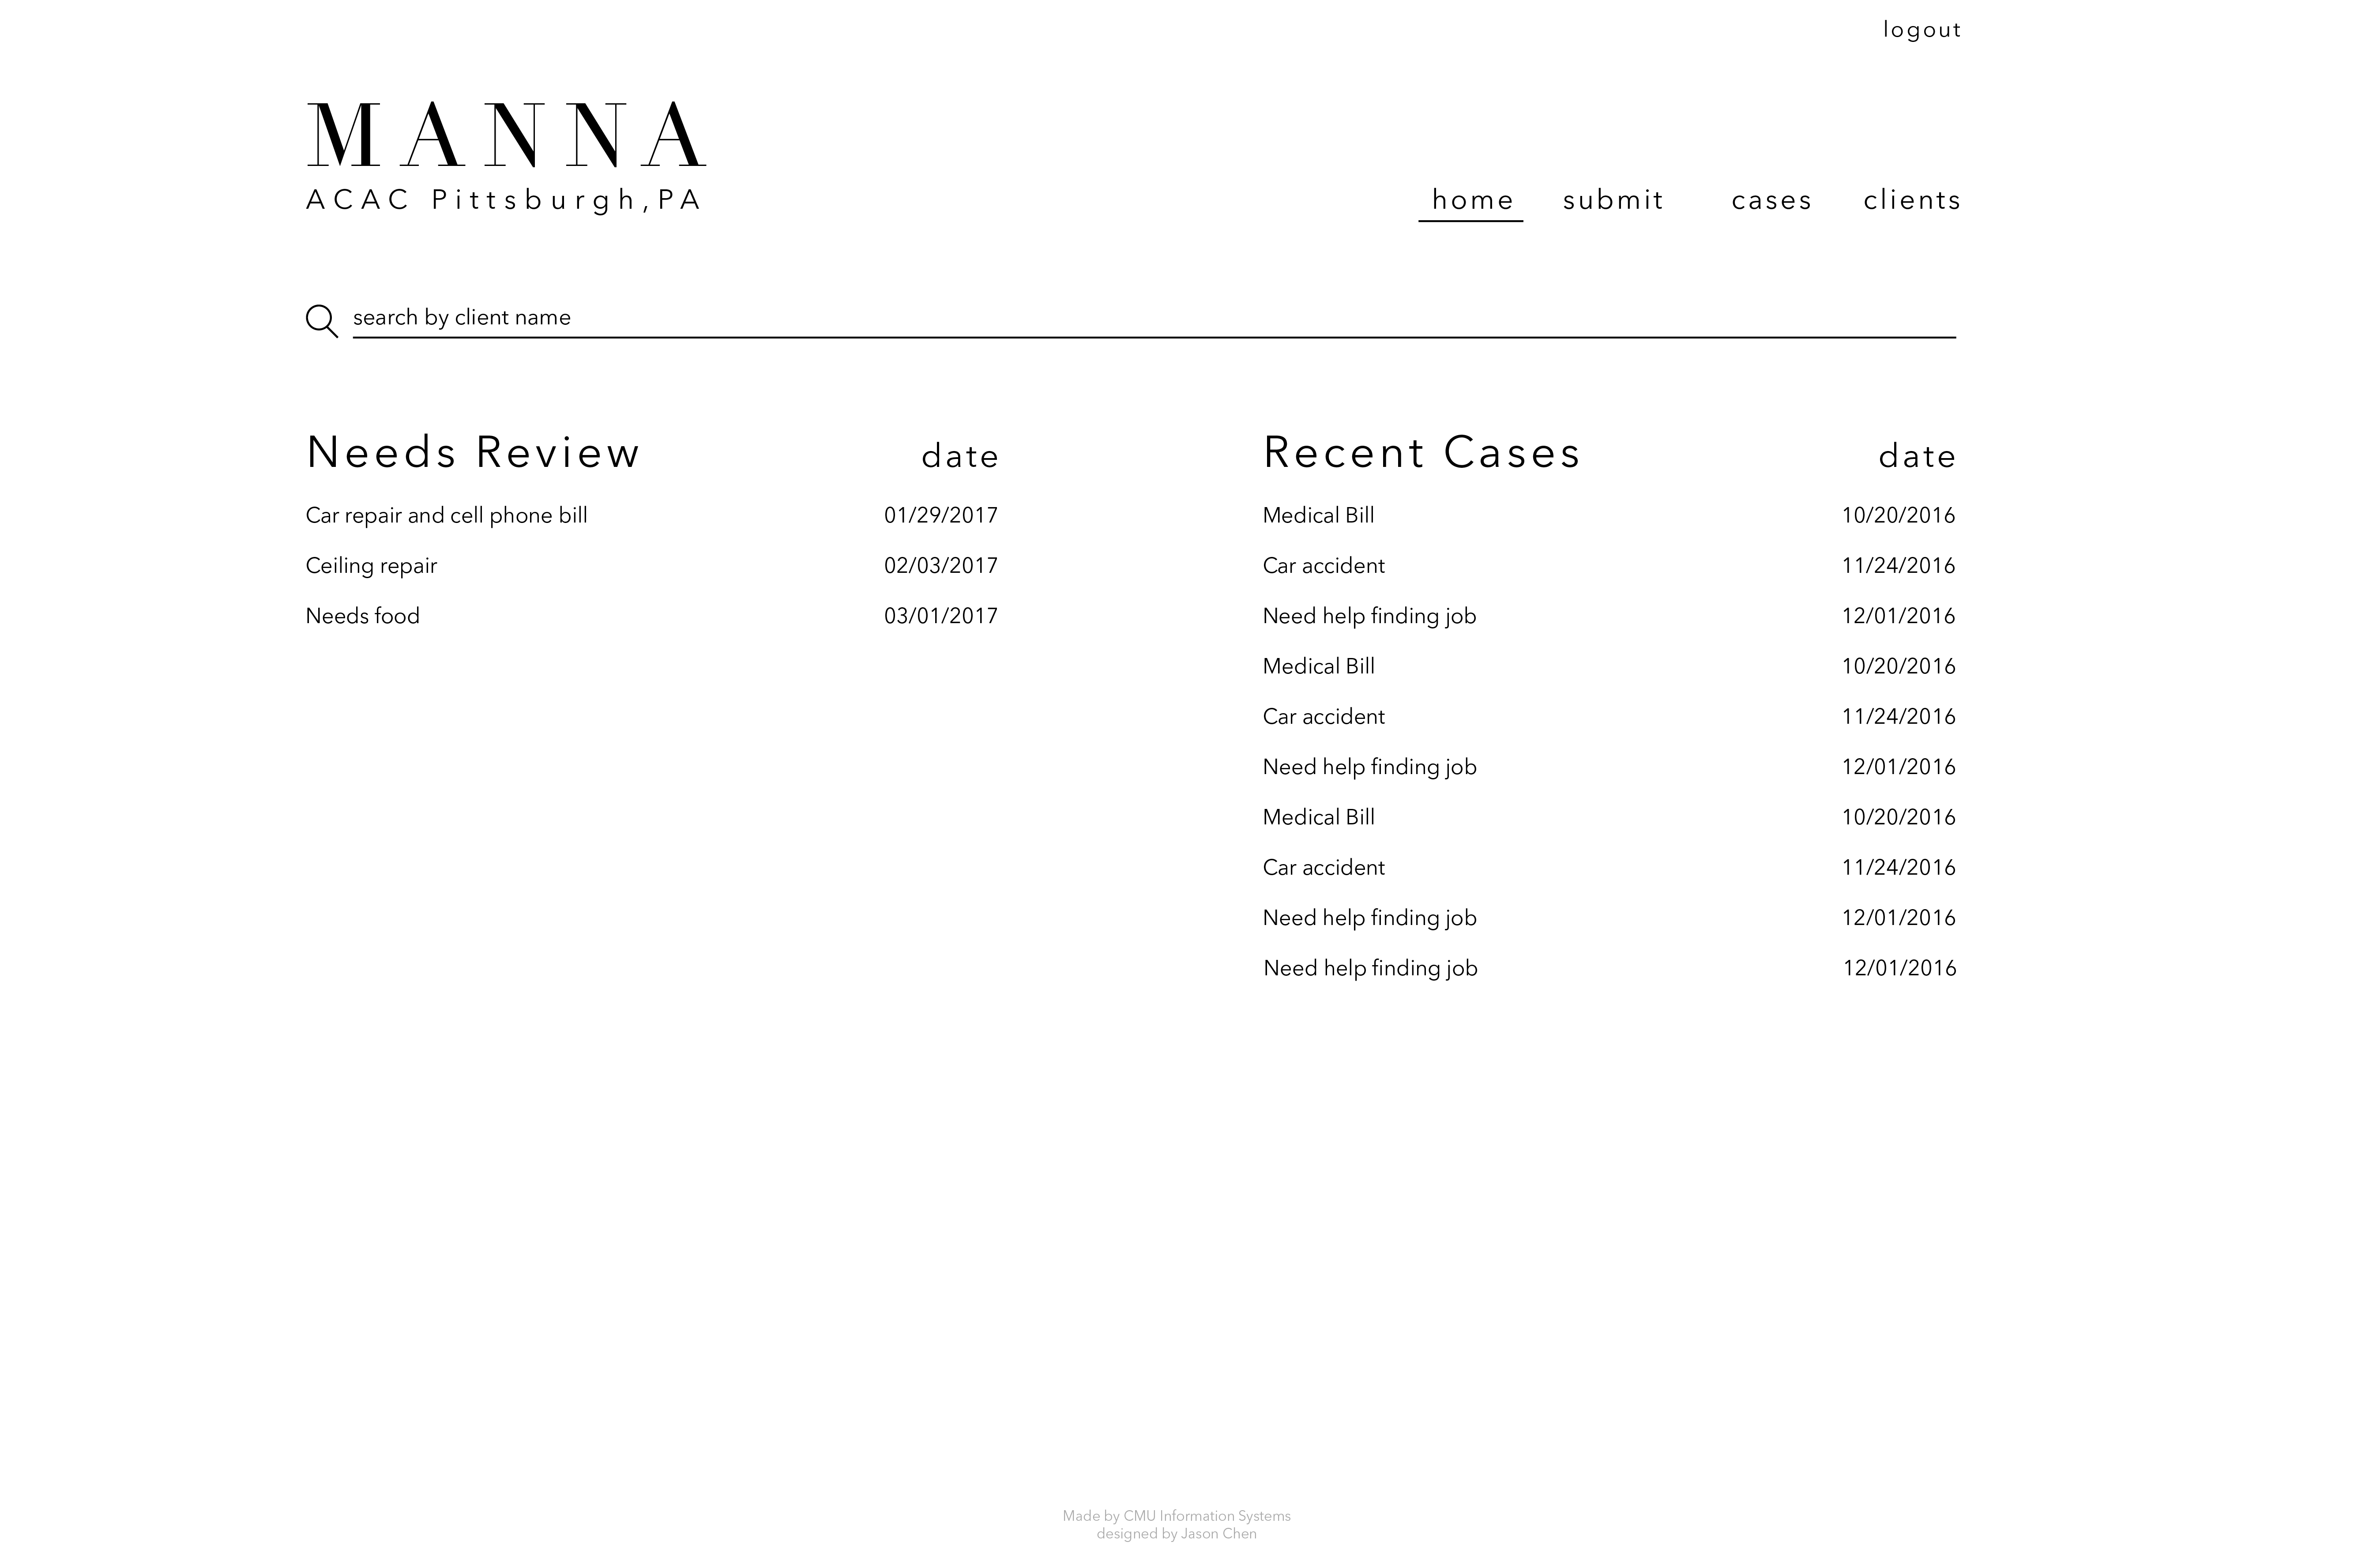 logout
MANNA
ACAC Pittsburgh,PA
home submit cases clients
search by client name
Needs Review date
Car repair and cell phone bill 01/29/2017
Ceiling repair 02/03/2017
Needs food 03/01/2017
Recent Cases date
Medical Bill 10/20/2016
Car accident 11/24/2016
Need help finding job 12/01/2016
Medical Bill 10/20/2016
Car accident 11/24/2016
Need help finding job 12/01/2016
Medical Bill 10/20/2016
Car accident 11/24/2016
Need help finding job 12/01/2016
Need help finding job 12/01/2016
Made by CMU Information Systems
designed by Jason Chen